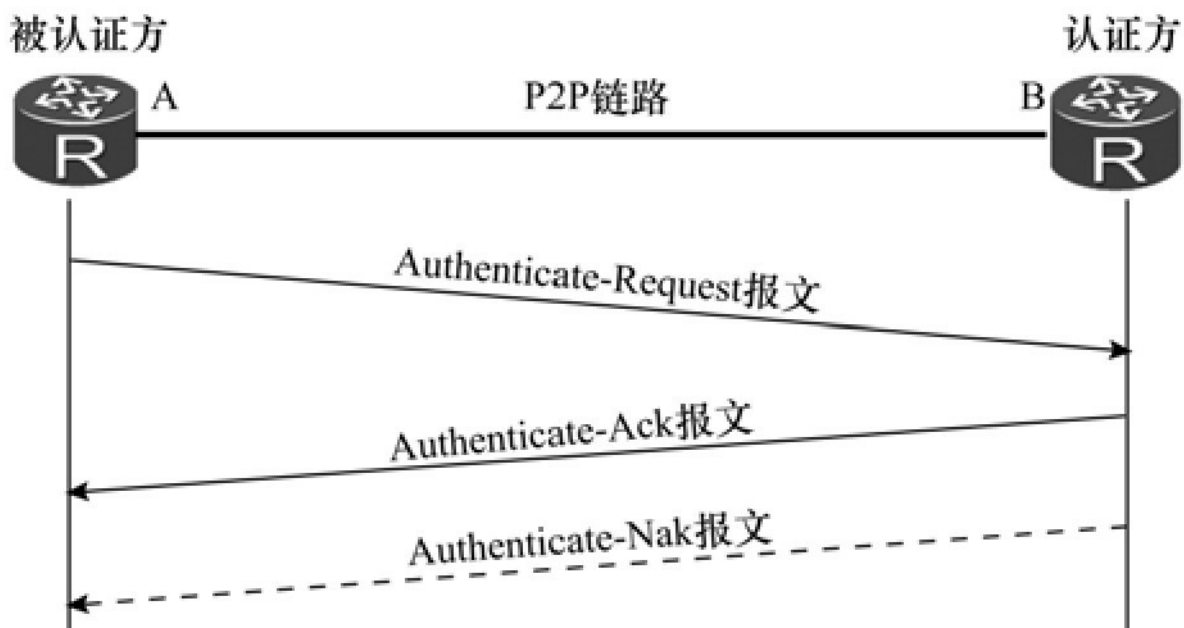 被认证方
认证方
A
P2P链路
B
R
R
Authenticate-Request报文
Authenticate-Ack报文
Authenticate-Nak报文